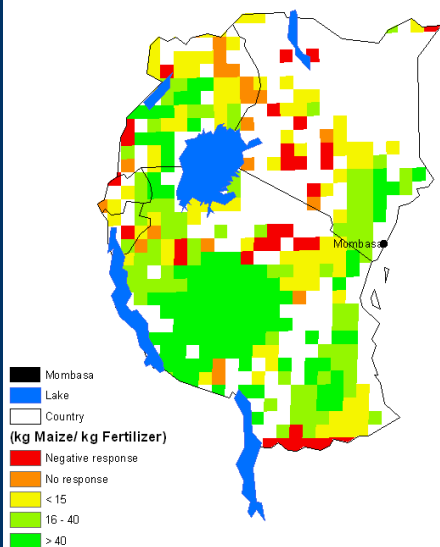 Mombasa
Mombasa
Lake
Country
(kg Maize/ kg Fertilizer)
Negative response
No response
< 15
16 - 40
> 40